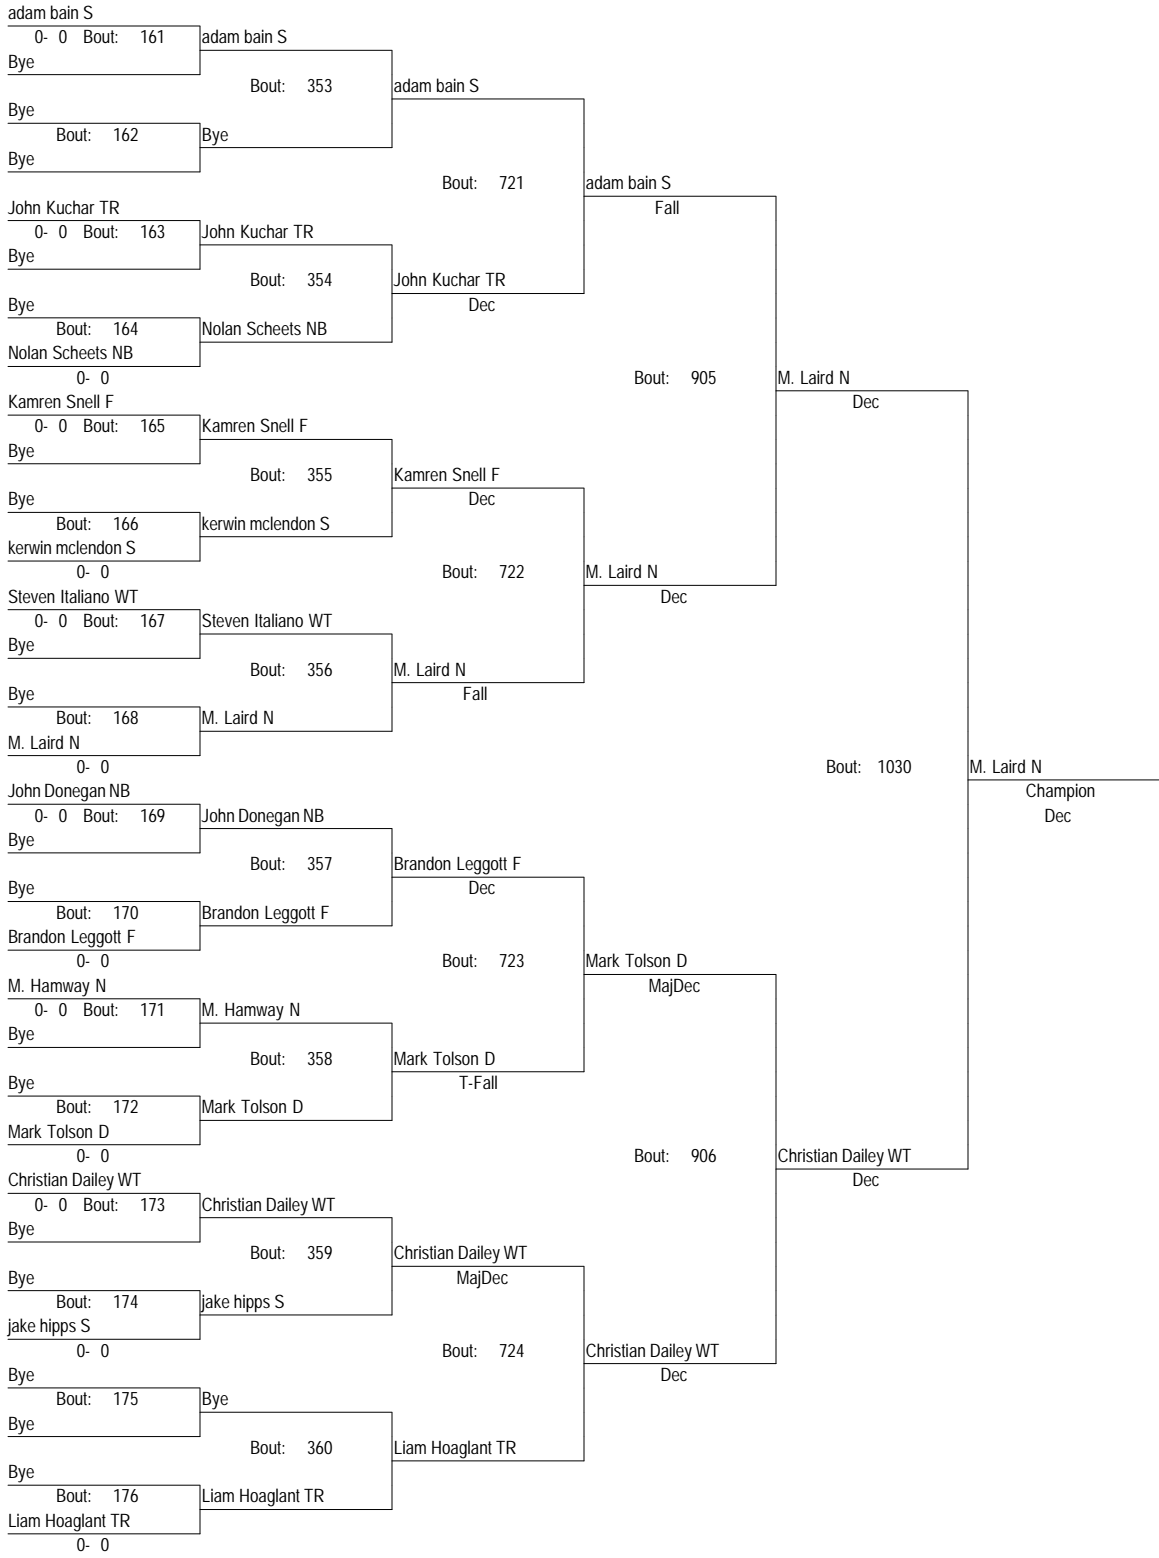 adam bain S
0- 0 Bout: 161 adam bain S
Bye
Bout: 353 adam bain S
Bye
Bout: 162 Bye
Bye
Bout: 721 adam bain S
John Kuchar TR Fall
0- 0 Bout: 163 John Kuchar TR
Bye
Bout: 354 John Kuchar TR
Bye Dec
Bout: 164 Nolan Scheets NB
Nolan Scheets NB
0- 0 Bout: 905 M. Laird N
Kamren Snell F Dec
0- 0 Bout: 165 Kamren Snell F
Bye
Bout: 355 Kamren Snell F
Bye Dec
Bout: 166 kerwin mclendon S
kerwin mclendon S
0- 0 Bout: 722 M. Laird N
Steven Italiano WT Dec
0- 0 Bout: 167 Steven Italiano WT
Bye
Bout: 356 M. Laird N
Bye Fall
Bout: 168 M. Laird N
M. Laird N
0- 0 Bout: 1030 M. Laird N
John Donegan NB Champion
0- 0 Bout: 169 John Donegan NB Dec
Bye
Bout: 357 Brandon Leggott F
Bye Dec
Bout: 170 Brandon Leggott F
Brandon Leggott F
0- 0 Bout: 723 Mark Tolson D
M. Hamway N MajDec
0- 0 Bout: 171 M. Hamway N
Bye
Bout: 358 Mark Tolson D
Bye T-Fall
Bout: 172 Mark Tolson D
Mark Tolson D
0- 0 Bout: 906 Christian Dailey WT
Christian Dailey WT Dec
0- 0 Bout: 173 Christian Dailey WT
Bye
Bout: 359 Christian Dailey WT
Bye MajDec
Bout: 174 jake hipps S
jake hipps S
0- 0 Bout: 724 Christian Dailey WT
Bye Dec
Bout: 175 Bye
Bye
Bout: 360 Liam Hoaglant TR
Bye
Bout: 176 Liam Hoaglant TR
Liam Hoaglant TR
0- 0